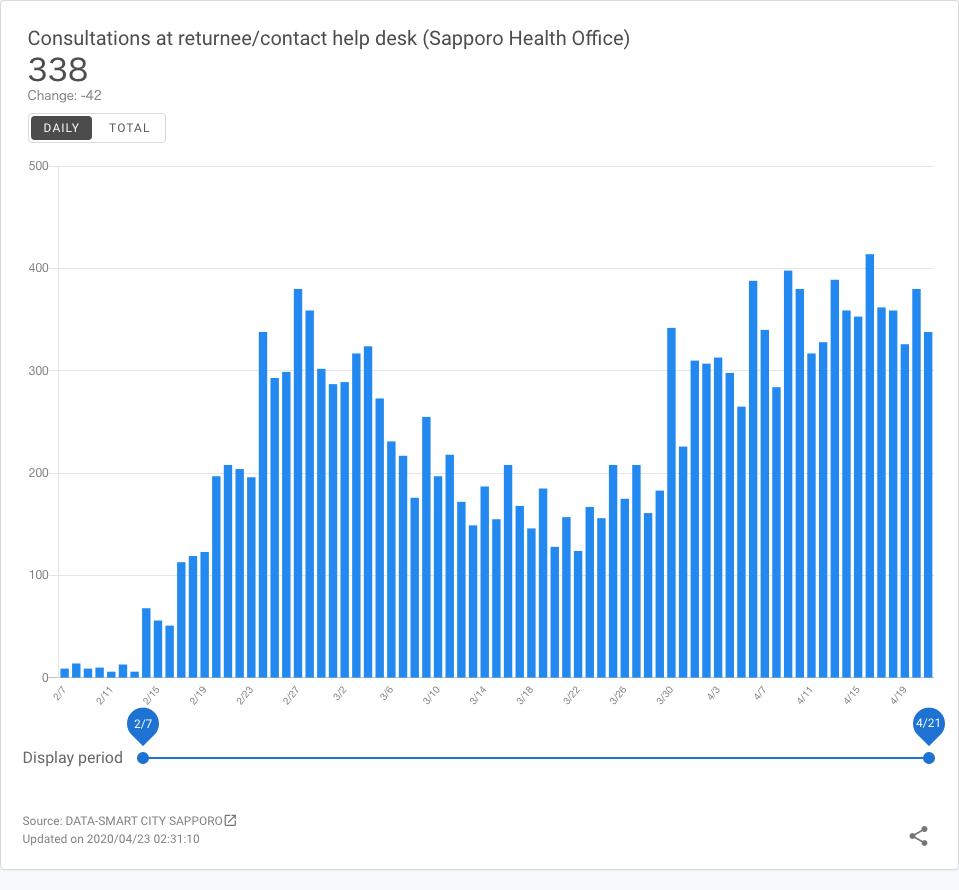 Consultations at returnee/contact help desk (Sapporo Health Office)
338
Change: -42
DAILY TOTAL
500
400
300
200
100
0
2/7 2/11 2/15 2/19 2/23 2/27 3/2 3/6 3/10 3/14 3/18 3/22 3/26 3/30 4/3 4/7 4/11 4/15 4/19
2/7 4/21
Display period
Source: DATA-SMART CITY SAPPORO
Updated on 2020/04/23 02:31:10